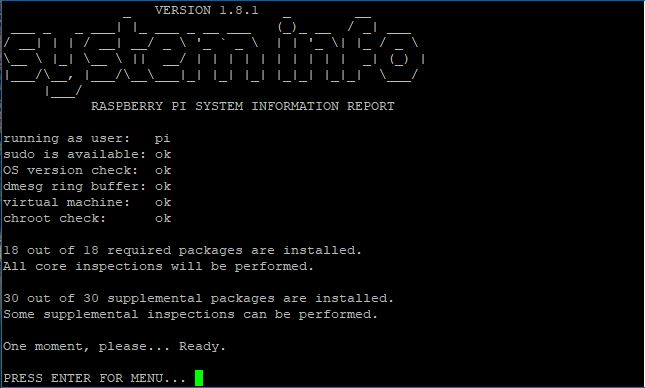 VERSION 1.8.1
system info
RASPBERRY PI SYSTEM INFORMATION REPORT
running as user: pi
sudo is available: ok
OS version check: ok
dmesg ring buffer: ok
virtual machine: ok
chroot check: ok
18 out of 18 required packages are installed.
All core inspections will be performed.
30 out of 30 supplemental packages are installed.
Some supplemental inspections can be performed.
One moment, please... Ready.
PRESS ENTER FOR MENU...